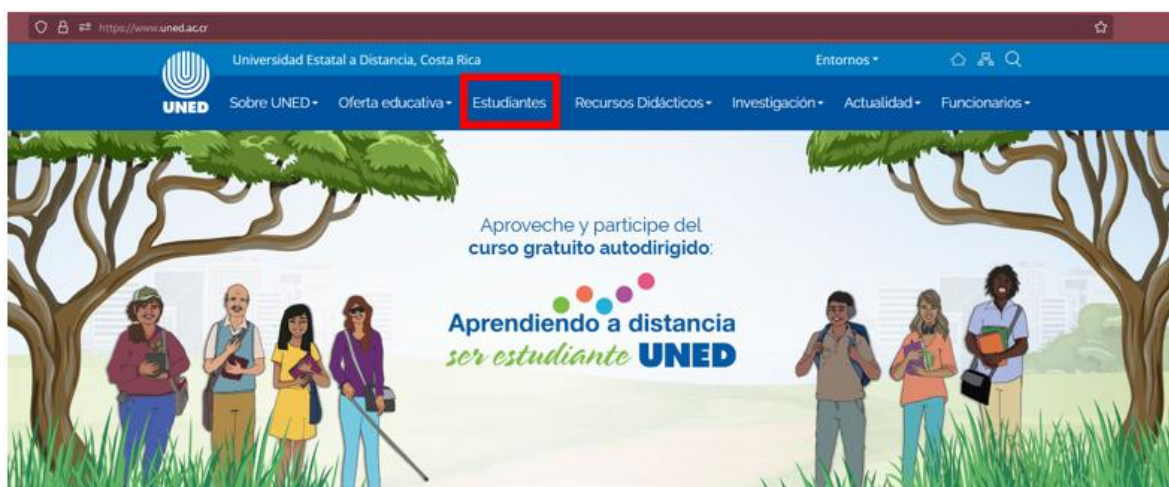 https://www.uned.ac.cr
Universidad Estatal a Distancia, Costa Rica
Entornos
UNED
Sobre UNED
Oferta educativa
Estudiantes
Recursos Didácticos
Investigación
Actualidad
Funcionarios
Aproveche y participe del
curso gratuito autodirigido:
Aprendiendo a distancia
ser estudiante UNED